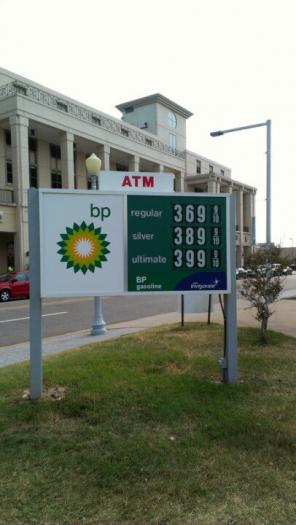 ATM
bp
regular 369 9/10
silver 389 9/10
ultimate 399 9/10
BP
gasoline
invigorate